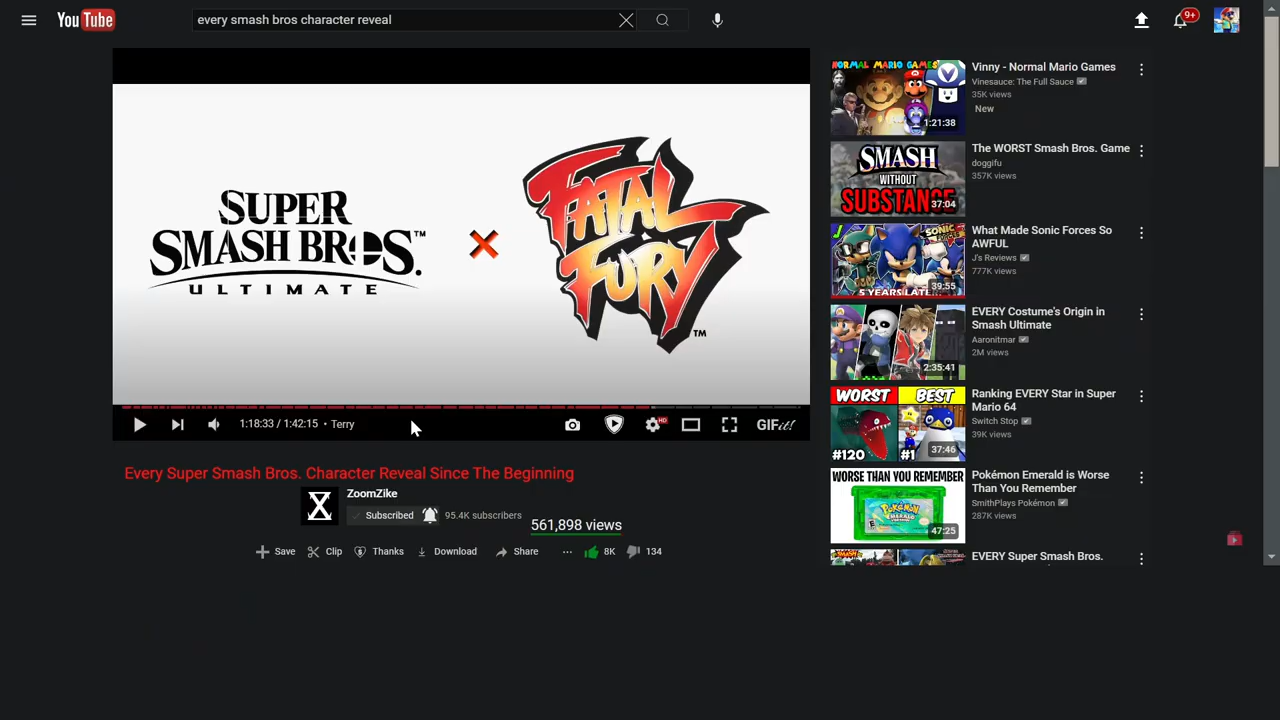 YouTube
every smash bros character reveal
9+
SUPER
SMASH BROS.™
ULTIMATE
FATAL
FURY
TM
1:18:33 / 1:42:15 • Terry
HD
GIFit!
Every Super Smash Bros. Character Reveal Since The Beginning
ZoomZike
Subscribed
95.4K subscribers
561,898 views
Save
Clip
Thanks
Download
Share
8K
134
NORMAL MARIO GAMES
1:21:38
Vinny - Normal Mario Games
Vinesauce: The Full Sauce
35K views
New
SMASH
WITHOUT
SUBSTANCE
37:04
The WORST Smash Bros. Game
doggifu
357K views
5 YEARS LATE
39:55
What Made Sonic Forces So
AWFUL
J's Reviews
777K views
2:35:41
EVERY Costume's Origin in
Smash Ultimate
Aaronitmar
2M views
WORST
BEST
#120
#1
37:46
Ranking EVERY Star in Super
Mario 64
Switch Stop
39K views
WORSE THAN YOU REMEMBER
POKéMON
EMERALD
47:25
Pokémon Emerald is Worse
Than You Remember
SmithPlays Pokémon
287K views
EVERY Super Smash Bros.